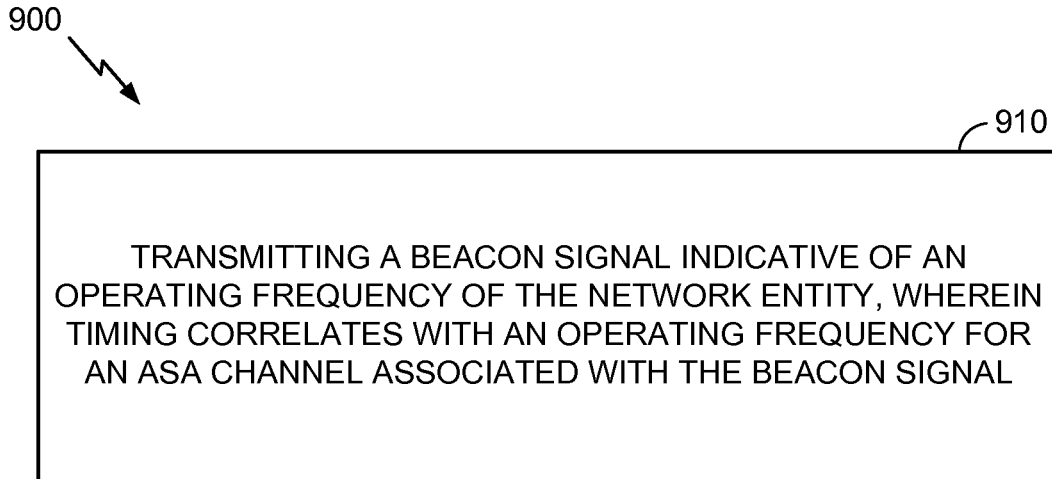 900
910
TRANSMITTING A BEACON SIGNAL INDICATIVE OF AN
OPERATING FREQUENCY OF THE NETWORK ENTITY, WHEREIN
TIMING CORRELATES WITH AN OPERATING FREQUENCY FOR
AN ASA CHANNEL ASSOCIATED WITH THE BEACON SIGNAL